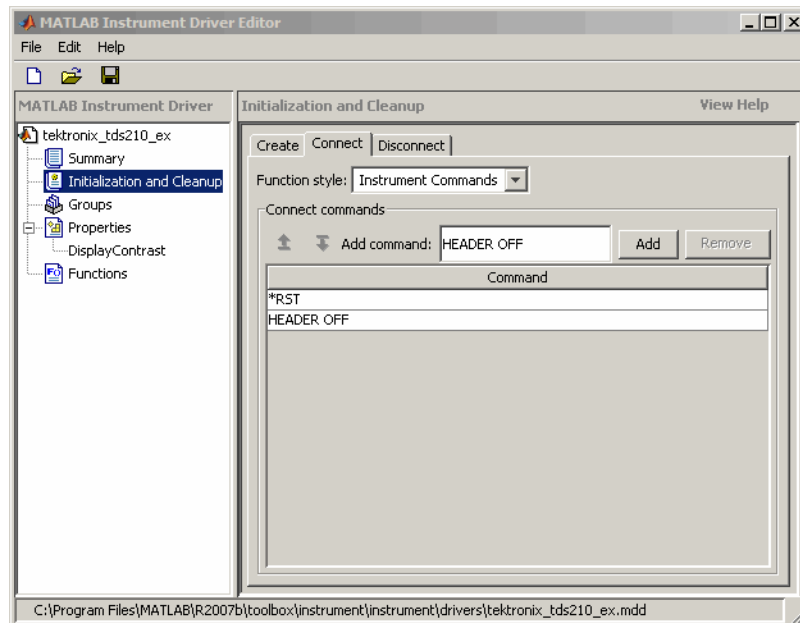 MATLAB Instrument Driver Editor
File Edit Help
MATLAB Instrument Driver
Initialization and Cleanup View Help
tektronix_tds210_ex
Summary
Initialization and Cleanup
Groups
Properties
DisplayContrast
Functions
Create Connect Disconnect
Function style: Instrument Commands
Connect commands
Add command: HEADER OFF Add Remove
Command
*RST
HEADER OFF
C:\Program Files\MATLAB\R2007b\toolbox\instrument\instrument\drivers\tektronix_tds210_ex.mdd